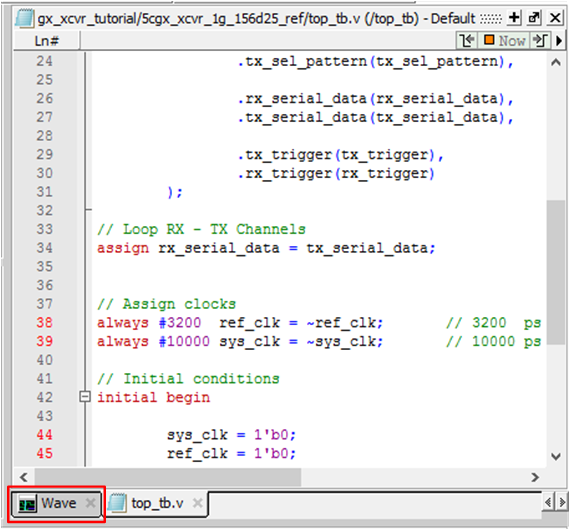 gx_xcvr_tutorial/5cgx_xcvr_1g_156d25_ref/top_tb.v (/top_tb) - Default
Ln#
Now
24 .tx_sel_pattern(tx_sel_pattern),
25
26 .rx_serial_data(rx_serial_data),
27 .tx_serial_data(tx_serial_data),
28
29 .tx_trigger(tx_trigger),
30 .rx_trigger(rx_trigger)
31 );
32
33 // Loop RX - TX Channels
34 assign rx_serial_data = tx_serial_data;
35
36
37 // Assign clocks
38 always #3200  ref_clk = ~ref_clk; // 3200  ps
39 always #10000 sys_clk = ~sys_clk; // 10000 ps
40
41 // Initial conditions
42 initial begin
43
44 sys_clk = 1'b0;
45 ref_clk = 1'b0;
Wave top_tb.v